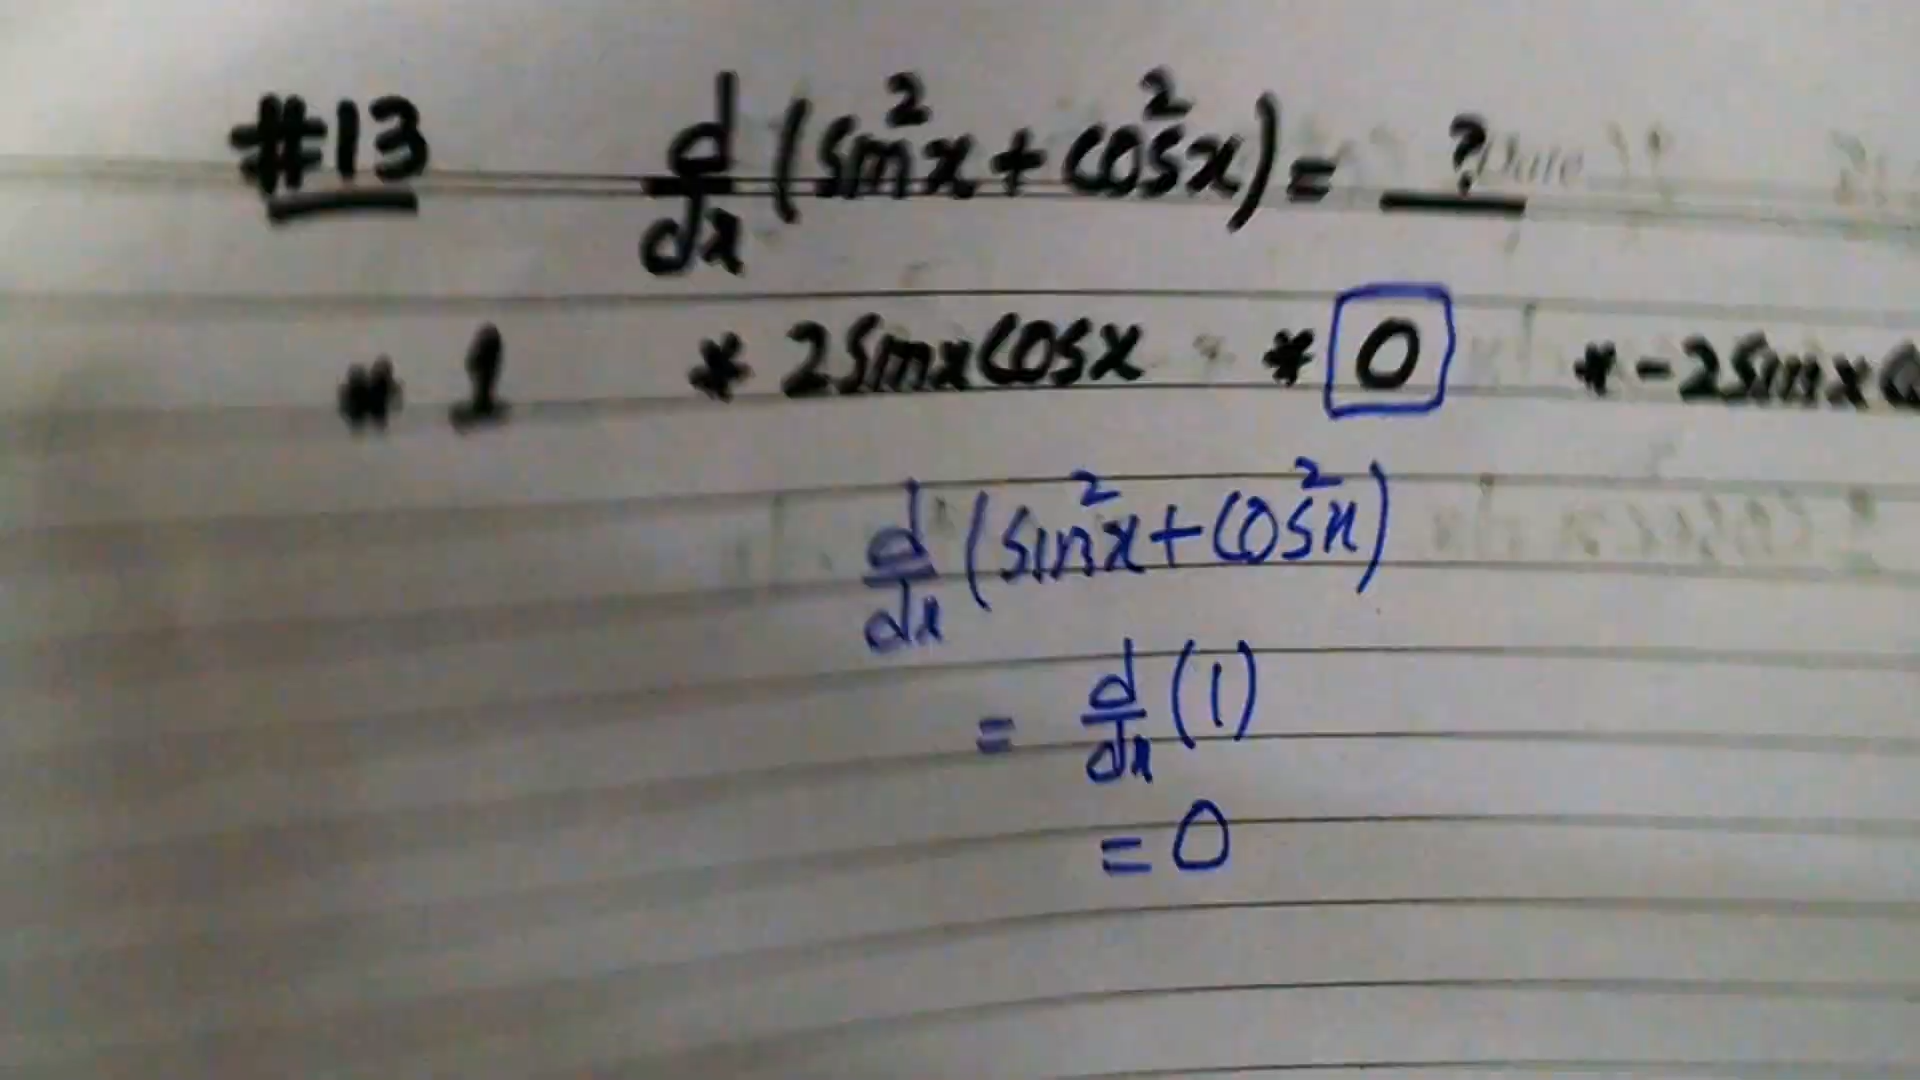 #13 d/dx (sin²x + cos²x) = ?
* 1 * 2sinxcosx * 0 * -2sinx
d/dx (sin²x + cos²x)
= d/dx (1)
= 0